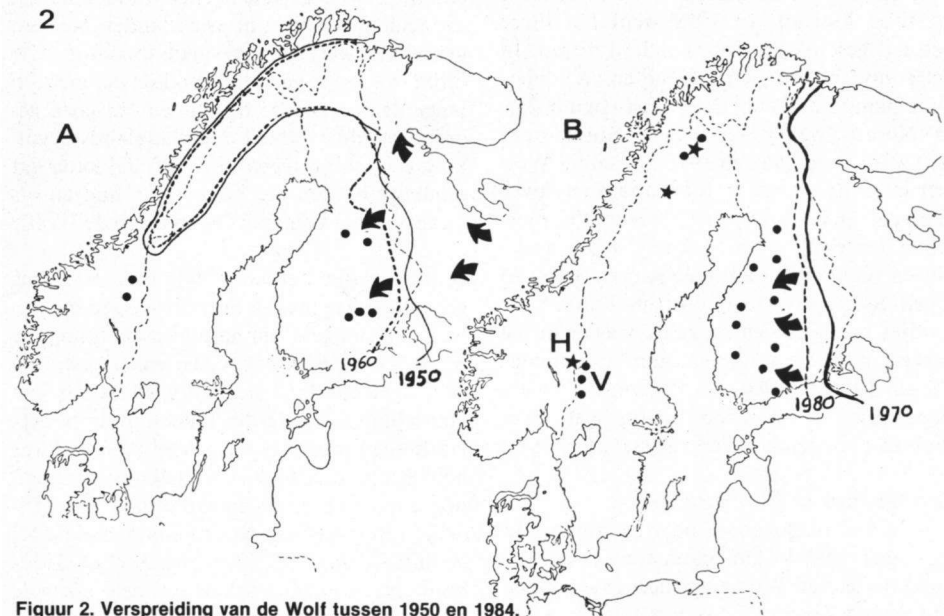 2
A
B
H
V
1960
1950
1980
1970
Figuur 2. Verspreiding van de Wolf tussen 1950 en 1984.